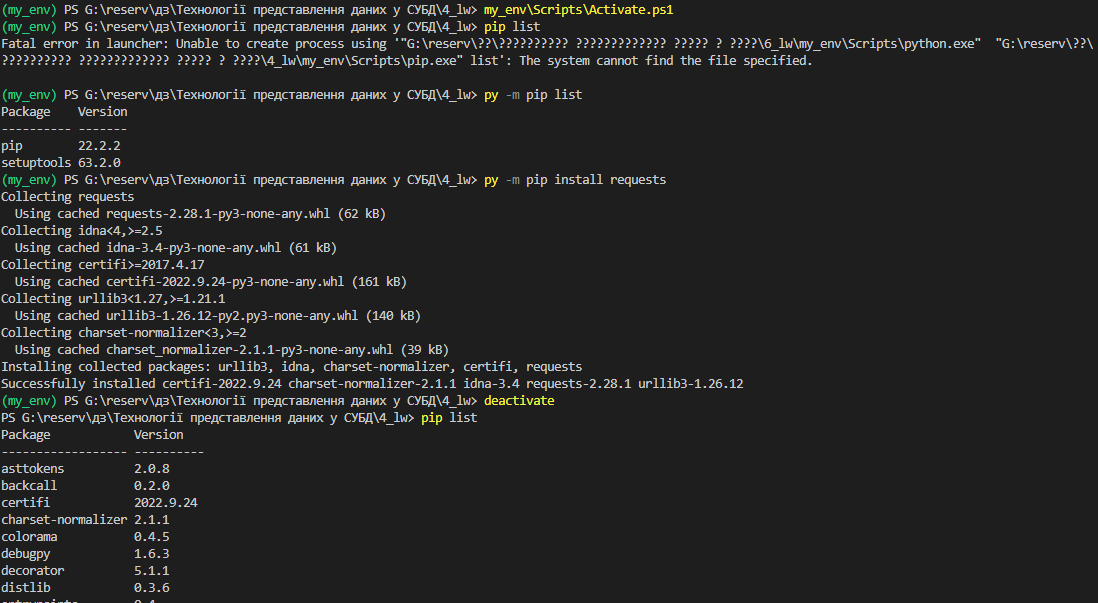 (my_env) PS G:\reserv\дз\Технології представлення даних у СУБД\4_lw> my_env\Scripts\Activate.ps1
(my_env) PS G:\reserv\дз\Технології представлення даних у СУБД\4_lw> pip list
Fatal error in launcher: Unable to create process using '"G:\reserv\??\?????????? ????????????? ????? ? ????\6_lw\my_env\Scripts\python.exe"  "G:\reserv\??\
?????????? ????????????? ????? ? ????\4_lw\my_env\Scripts\pip.exe" list': The system cannot find the file specified.
(my_env) PS G:\reserv\дз\Технології представлення даних у СУБД\4_lw> py -m pip list
Package    Version
---------- -------
pip        22.2.2
setuptools 63.2.0
(my_env) PS G:\reserv\дз\Технології представлення даних у СУБД\4_lw> py -m pip install requests
Collecting requests
  Using cached requests-2.28.1-py3-none-any.whl (62 kB)
Collecting idna<4,>=2.5
  Using cached idna-3.4-py3-none-any.whl (61 kB)
Collecting certifi>=2017.4.17
  Using cached certifi-2022.9.24-py3-none-any.whl (161 kB)
Collecting urllib3<1.27,>=1.21.1
  Using cached urllib3-1.26.12-py2.py3-none-any.whl (140 kB)
Collecting charset-normalizer<3,>=2
  Using cached charset_normalizer-2.1.1-py3-none-any.whl (39 kB)
Installing collected packages: urllib3, idna, charset-normalizer, certifi, requests
Successfully installed certifi-2022.9.24 charset-normalizer-2.1.1 idna-3.4 requests-2.28.1 urllib3-1.26.12
(my_env) PS G:\reserv\дз\Технології представлення даних у СУБД\4_lw> deactivate
PS G:\reserv\дз\Технології представлення даних у СУБД\4_lw> pip list
Package            Version
------------------ ----------
asttokens          2.0.8
backcall           0.2.0
certifi            2022.9.24
charset-normalizer 2.1.1
colorama           0.4.5
debugpy            1.6.3
decorator          5.1.1
distlib            0.3.6